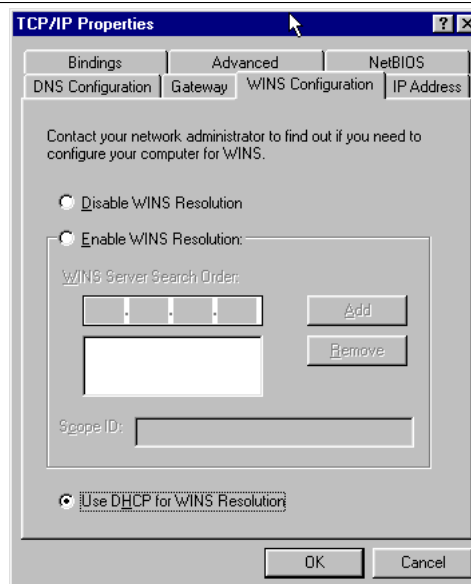 TCP/IP Properties
Bindings Advanced NetBIOS
DNS Configuration Gateway WINS Configuration IP Address
Contact your network administrator to find out if you need to
configure your computer for WINS.
Disable WINS Resolution
Enable WINS Resolution:
WINS Server Search Order:
Add
Remove
Scope ID:
Use DHCP for WINS Resolution
OK Cancel